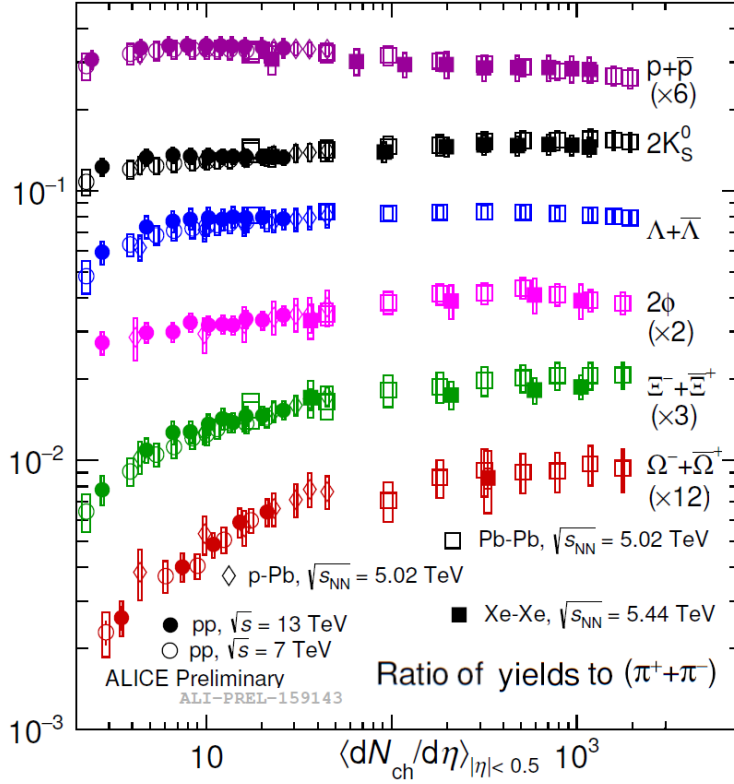 p+p̅
(×6)
2K⁰_S
10⁻¹
Λ+Λ̅
2ϕ
(×2)
Ξ⁻+Ξ̅⁺
(×3)
10⁻²
Ω⁻+Ω̅⁺
(×12)
Pb-Pb, √s_NN = 5.02 TeV
p-Pb, √s_NN = 5.02 TeV
Xe-Xe, √s_NN = 5.44 TeV
pp, √s = 13 TeV
pp, √s = 7 TeV
ALICE Preliminary
Ratio of yields to (π⁺+π⁻)
ALI-PREL-159143
10⁻³
10
10³
⟨dN_ch/dη⟩_|η|< 0.5